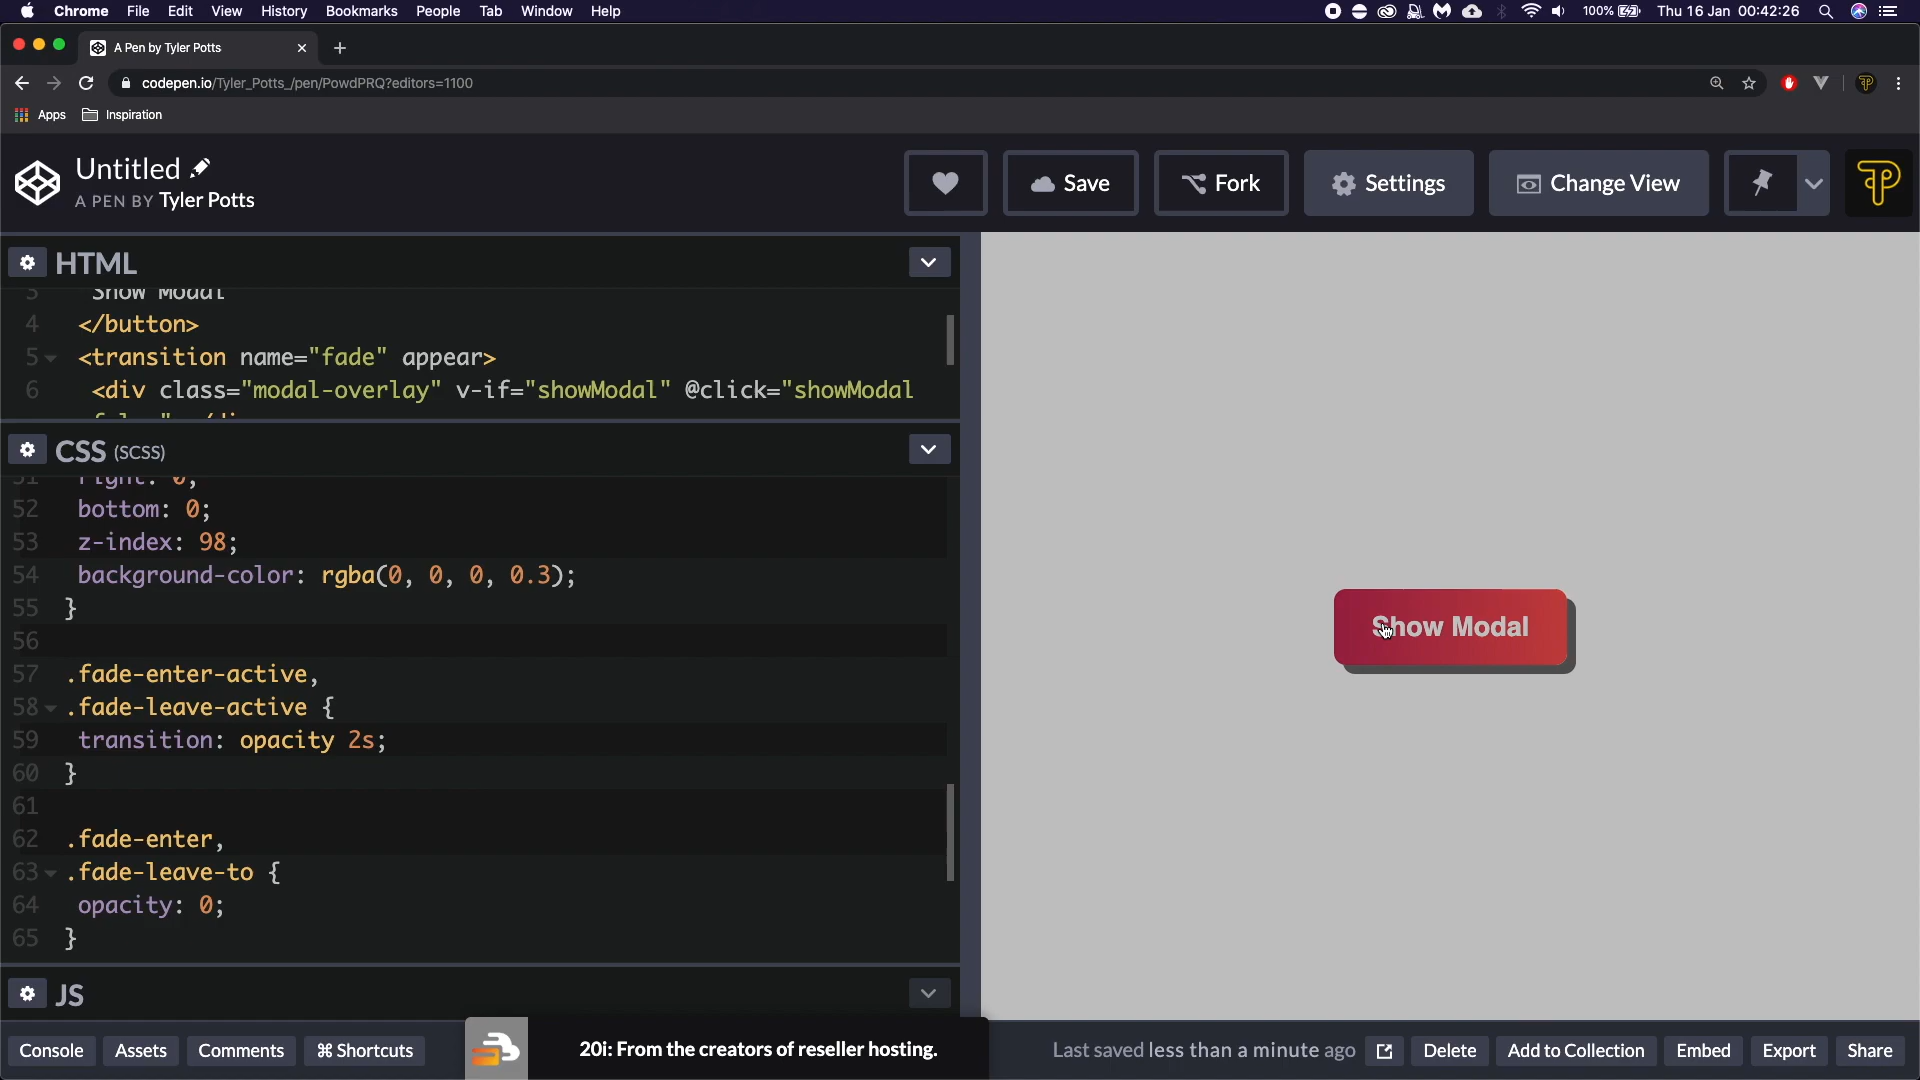 Chrome File Edit View History Bookmarks People Tab Window Help 100% Thu 16 Jan 00:42:26
A Pen by Tyler Potts
codepen.io/Tyler_Potts_/pen/PowdPRQ?editors=1100
Apps Inspiration
Untitled
A PEN BY Tyler Potts
Save Fork Settings Change View
HTML
3 Show Modal
4 </button>
5 <transition name="fade" appear>
6 <div class="modal-overlay" v-if="showModal" @click="showModal
CSS (SCSS)
51 right: 0;
52 bottom: 0;
53 z-index: 98;
54 background-color: rgba(0, 0, 0, 0.3);
55 }
56
57 .fade-enter-active,
58 .fade-leave-active {
59 transition: opacity 2s;
60 }
61
62 .fade-enter,
63 .fade-leave-to {
64 opacity: 0;
65 }
Show Modal
JS
Console Assets Comments ⌘ Shortcuts
20i: From the creators of reseller hosting.
Last saved less than a minute ago Delete Add to Collection Embed Export Share